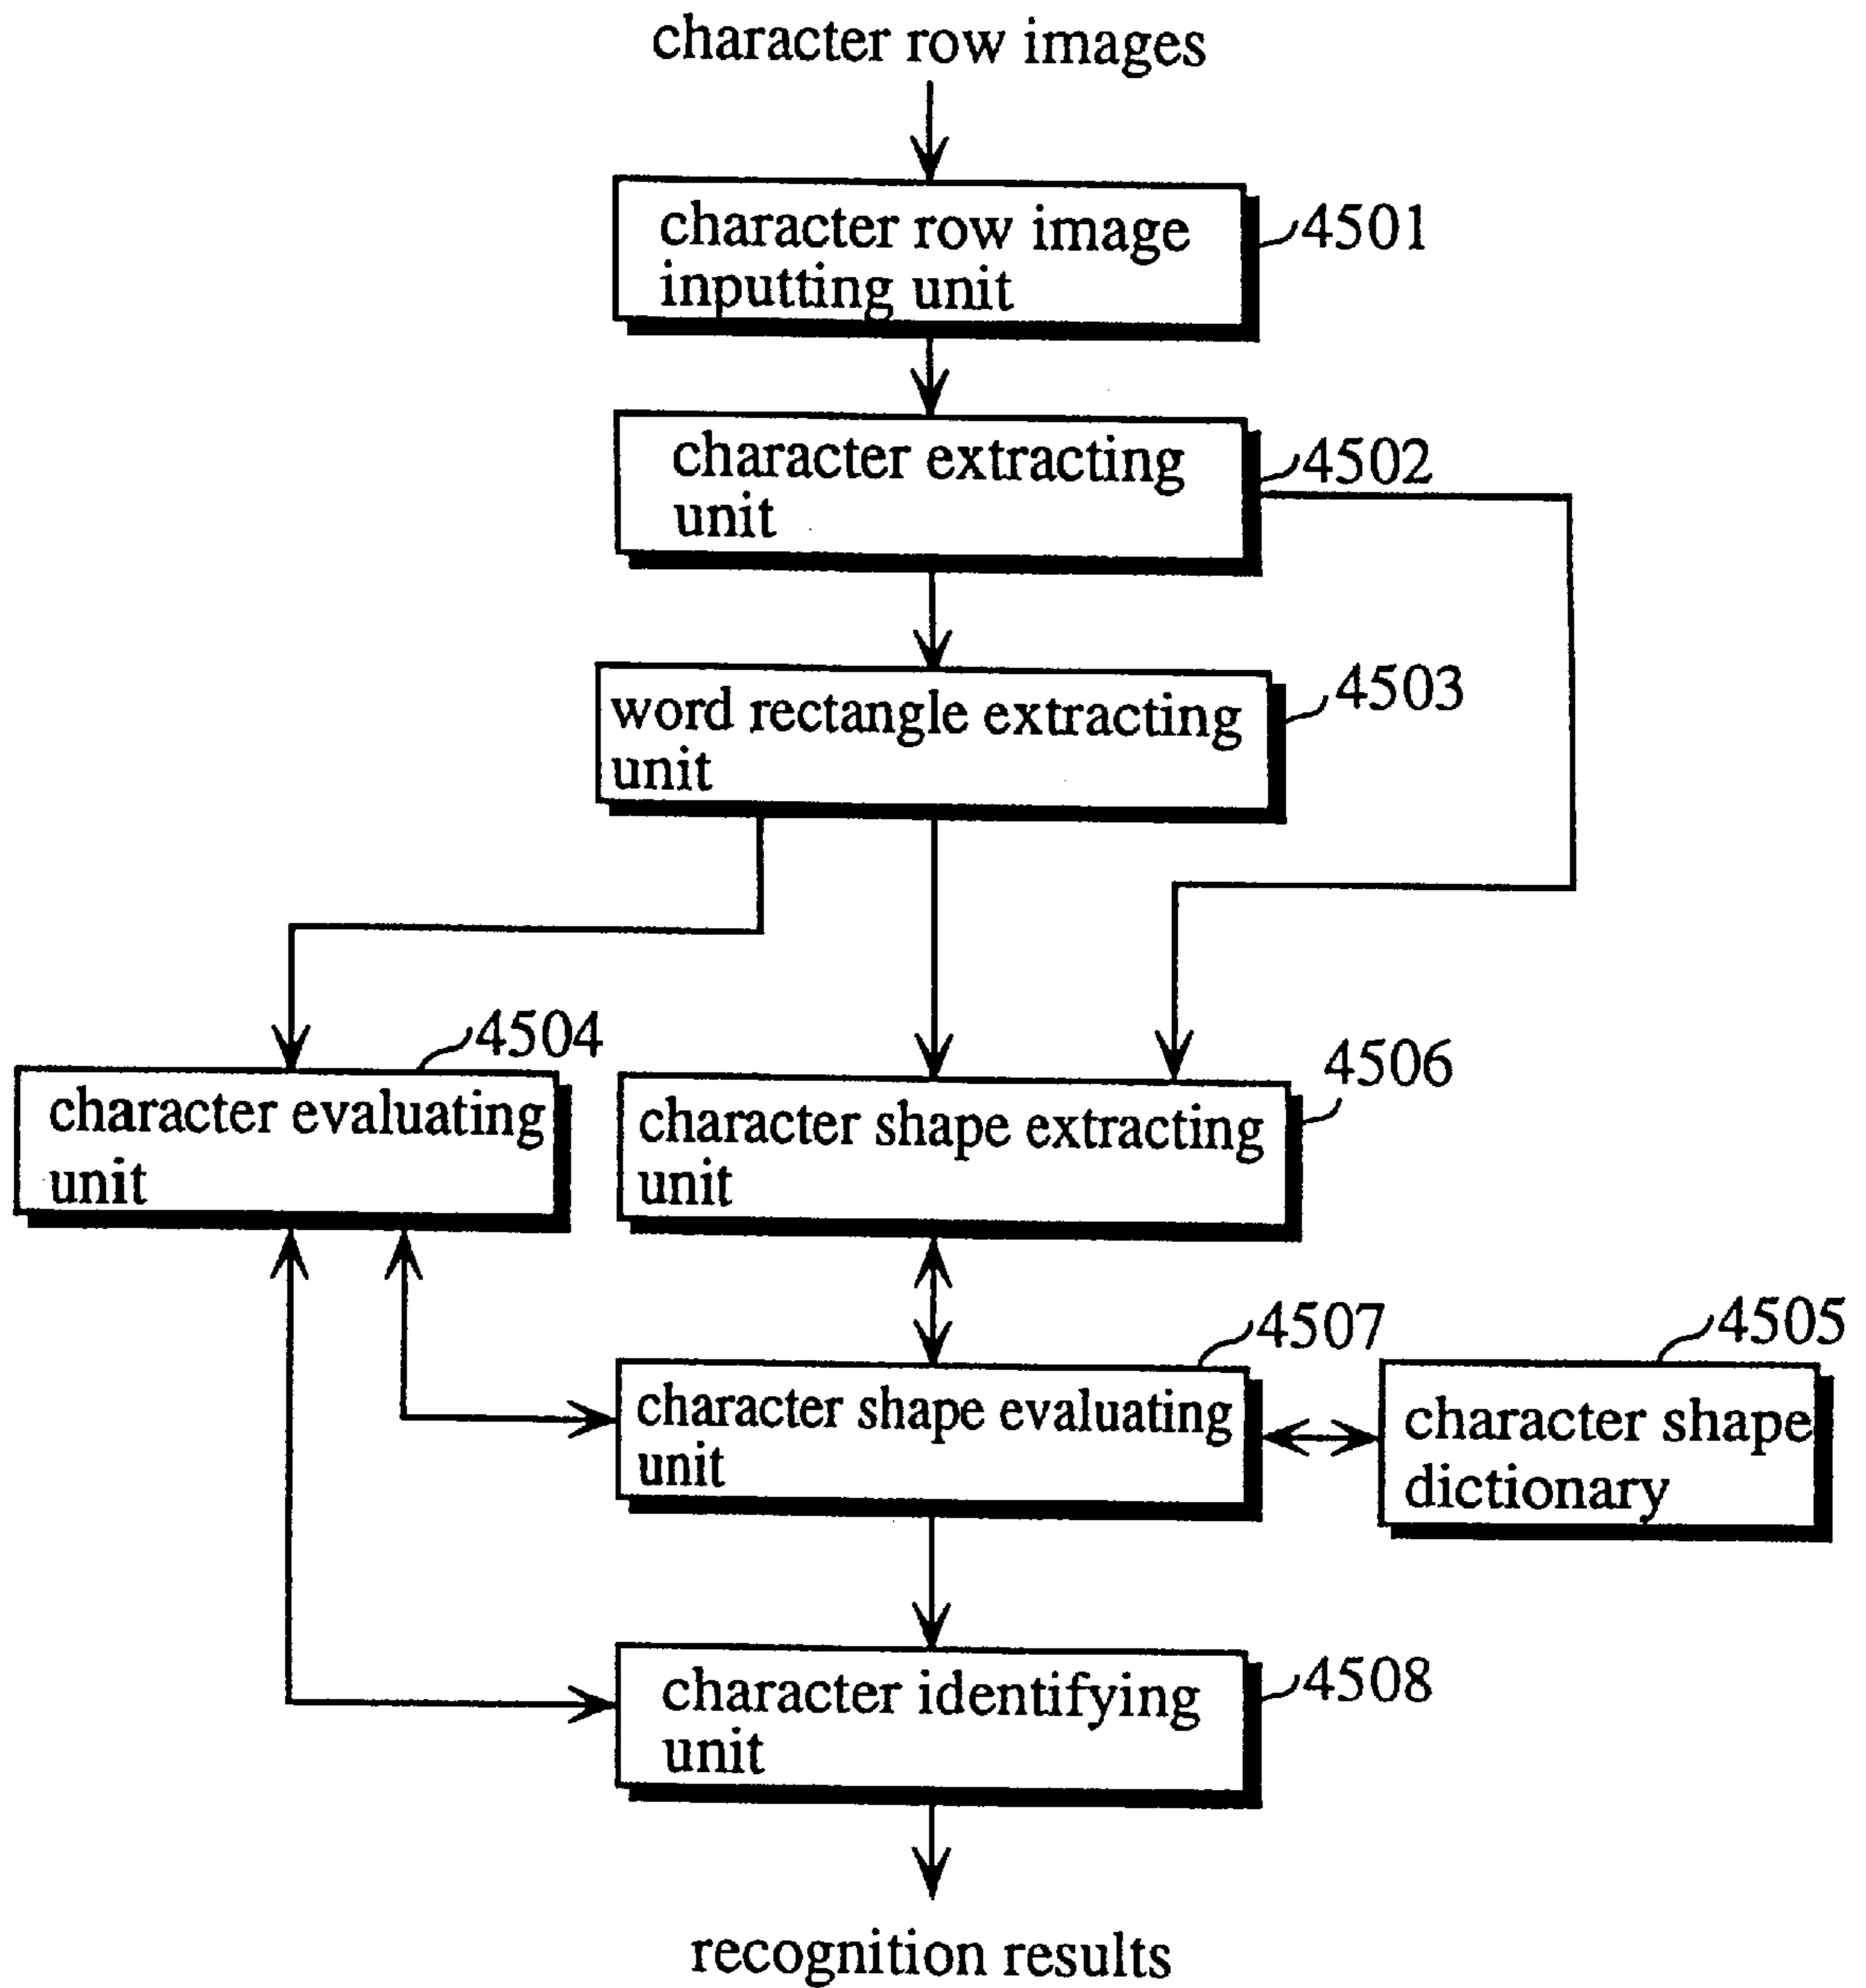 character row images
character row image
inputting unit
4501
character extracting
unit
4502
word rectangle extracting
unit
4503
4504
character evaluating
unit
4506
character shape extracting
unit
4507
character shape evaluating
unit
4505
character shape
dictionary
character identifying
unit
4508
recognition results